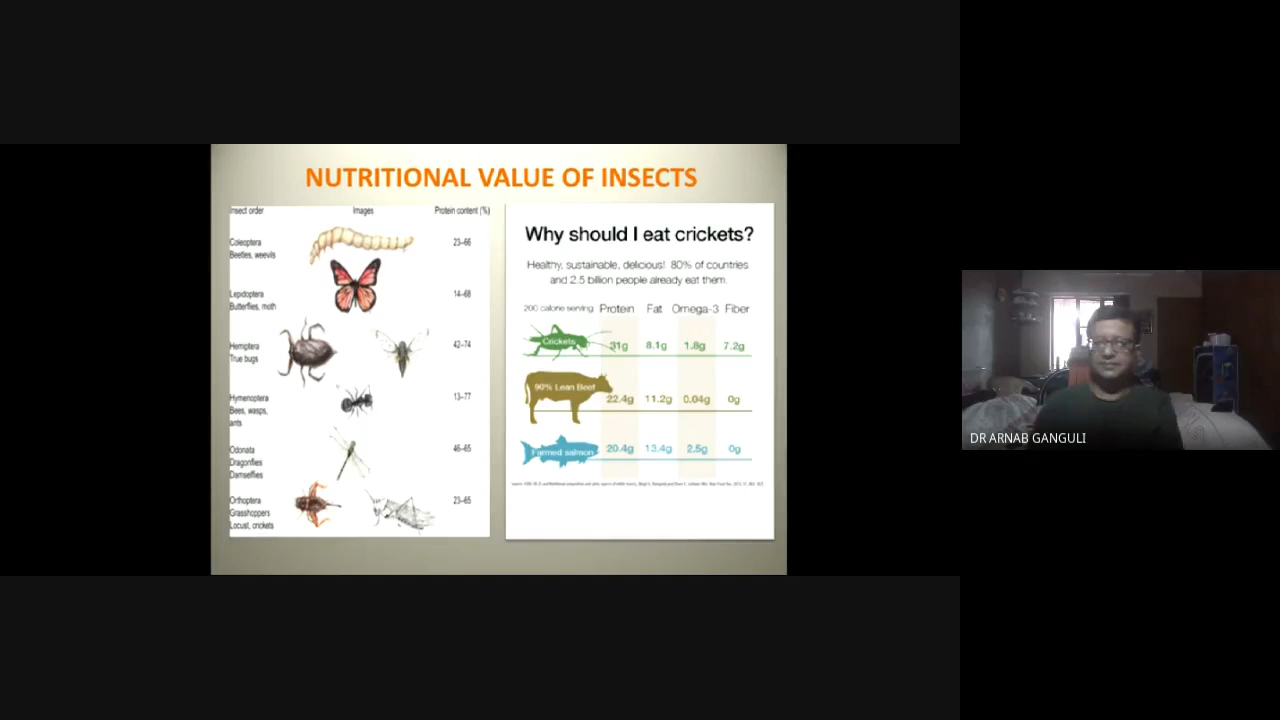 NUTRITIONAL VALUE OF INSECTS
Insect order Images Protein content (%)
Coleoptera
Beetles, weevils
23–66
Lepidoptera
Butterflies, moth
14–68
Hemiptera
True bugs
42–74
Hymenoptera
Bees, wasps,
ants
13–77
Odonata
Dragonflies
Damselflies
46–65
Orthoptera
Grasshoppers
Locust, crickets
23–65
Why should I eat crickets?
Healthy, sustainable, delicious! 80% of countries
and 2.5 billion people already eat them.
200 calorie serving Protein Fat Omega-3 Fiber
Crickets 31g 8.1g 1.8g 7.2g
90% Lean Beef 22.4g 11.2g 0.04g 0g
Farmed salmon 20.4g 13.4g 2.5g 0g
DR ARNAB GANGULI